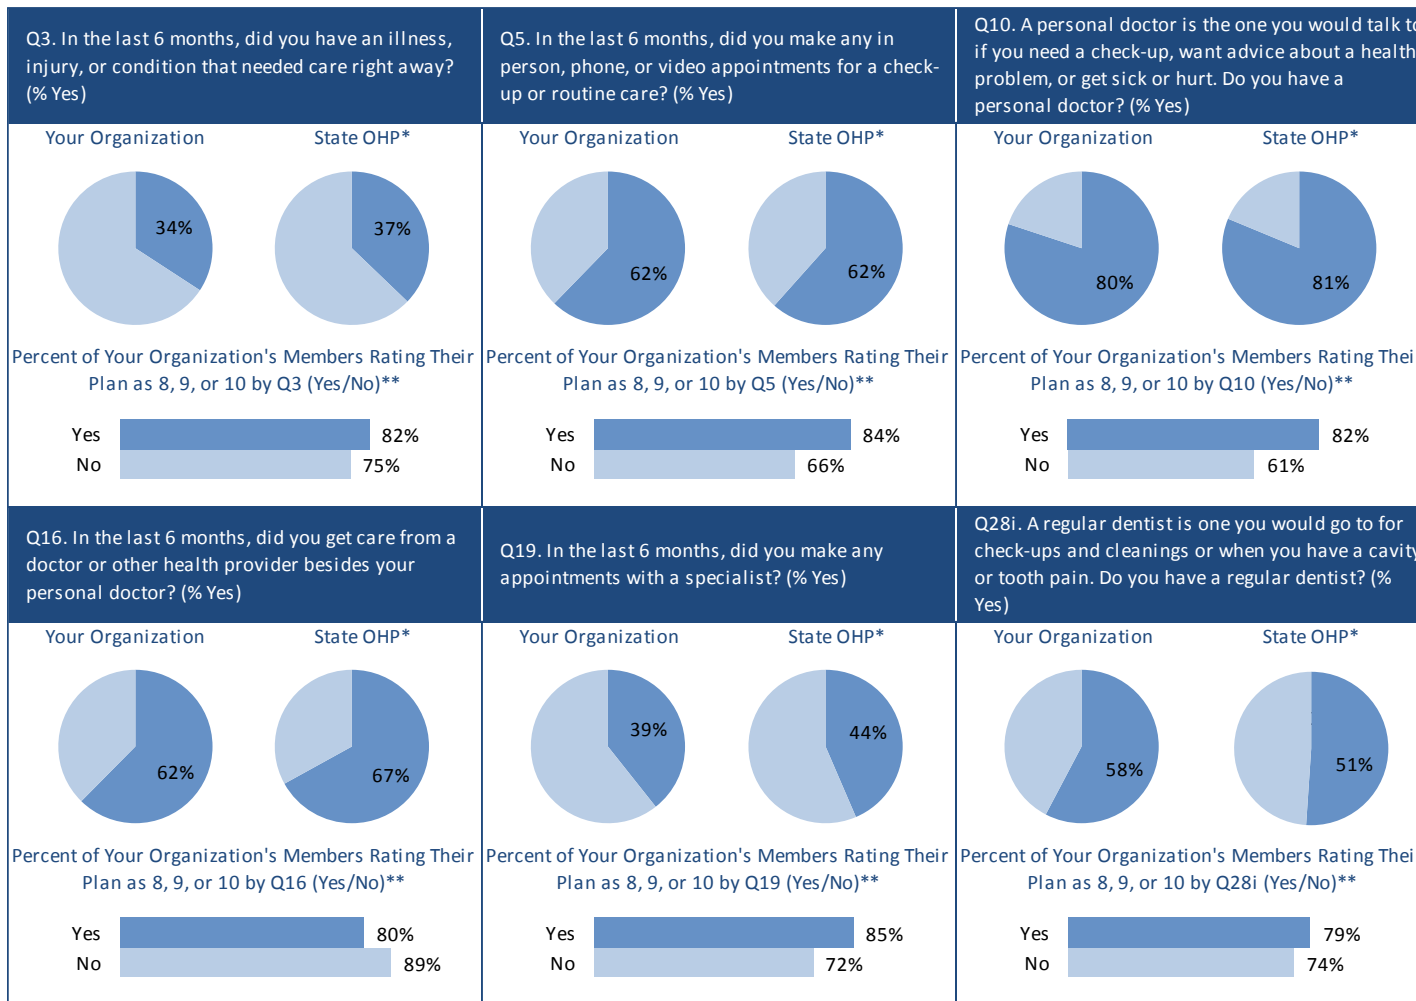 Q3. In the last 6 months, did you have an illness,
injury, or condition that needed care right away?
(% Yes)
Your Organization
State OHP*
34%
37%
Percent of Your Organization's Members Rating Their
Plan as 8, 9, or 10 by Q3 (Yes/No)**
Yes
82%
No
75%
Q5. In the last 6 months, did you make any in
person, phone, or video appointments for a check-
up or routine care? (% Yes)
Your Organization
State OHP*
62%
62%
Percent of Your Organization's Members Rating Their
Plan as 8, 9, or 10 by Q5 (Yes/No)**
Yes
84%
No
66%
Q10. A personal doctor is the one you would talk to
if you need a check-up, want advice about a health
problem, or get sick or hurt. Do you have a
personal doctor? (% Yes)
Your Organization
State OHP*
80%
81%
Percent of Your Organization's Members Rating Thei
Plan as 8, 9, or 10 by Q10 (Yes/No)**
Yes
82%
No
61%
Q16. In the last 6 months, did you get care from a
doctor or other health provider besides your
personal doctor? (% Yes)
Your Organization
State OHP*
62%
67%
Percent of Your Organization's Members Rating Their
Plan as 8, 9, or 10 by Q16 (Yes/No)**
Yes
80%
No
89%
Q19. In the last 6 months, did you make any
appointments with a specialist? (% Yes)
Your Organization
State OHP*
39%
44%
Percent of Your Organization's Members Rating Their
Plan as 8, 9, or 10 by Q19 (Yes/No)**
Yes
85%
No
72%
Q28i. A regular dentist is one you would go to for
check-ups and cleanings or when you have a cavity
or tooth pain. Do you have a regular dentist? (%
Yes)
Your Organization
State OHP*
58%
51%
Percent of Your Organization's Members Rating Thei
Plan as 8, 9, or 10 by Q28i (Yes/No)**
Yes
79%
No
74%